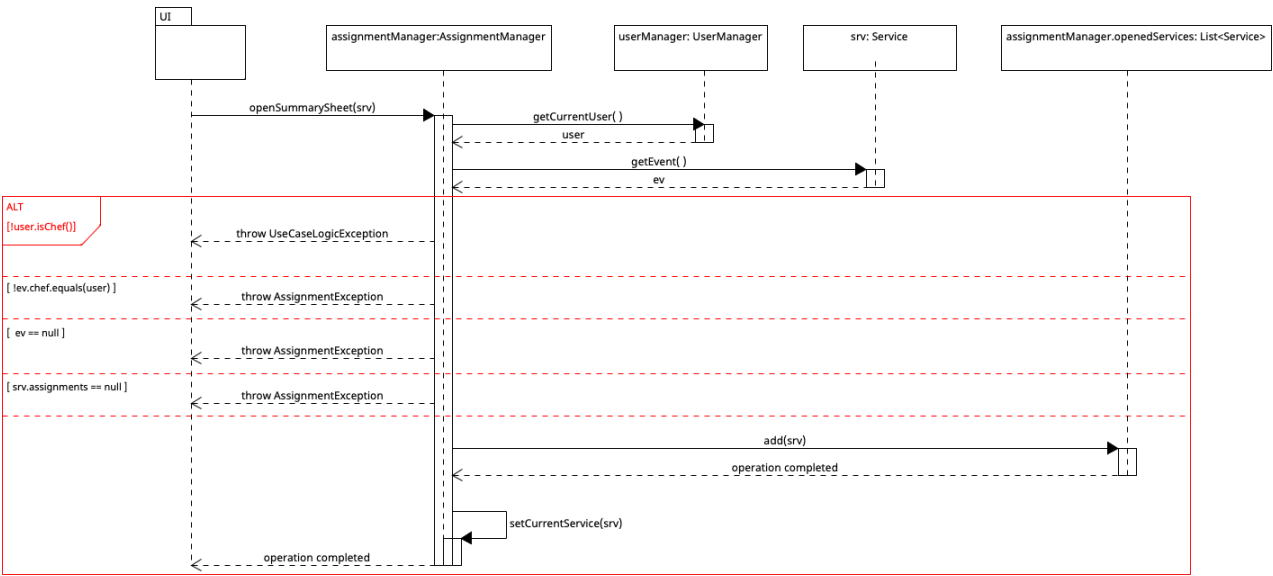 UI
assignmentManager:AssignmentManager
userManager: UserManager
srv: Service
assignmentManager.openedServices: List<Service>
openSummarySheet(srv)
getCurrentUser( )
user
getEvent( )
ev
ALT
[!user.isChef()]
throw UseCaseLogicException
[ !ev.chef.equals(user) ]
throw AssignmentException
[ ev == null ]
throw AssignmentException
[ srv.assignments == null ]
throw AssignmentException
add(srv)
operation completed
setCurrentService(srv)
operation completed